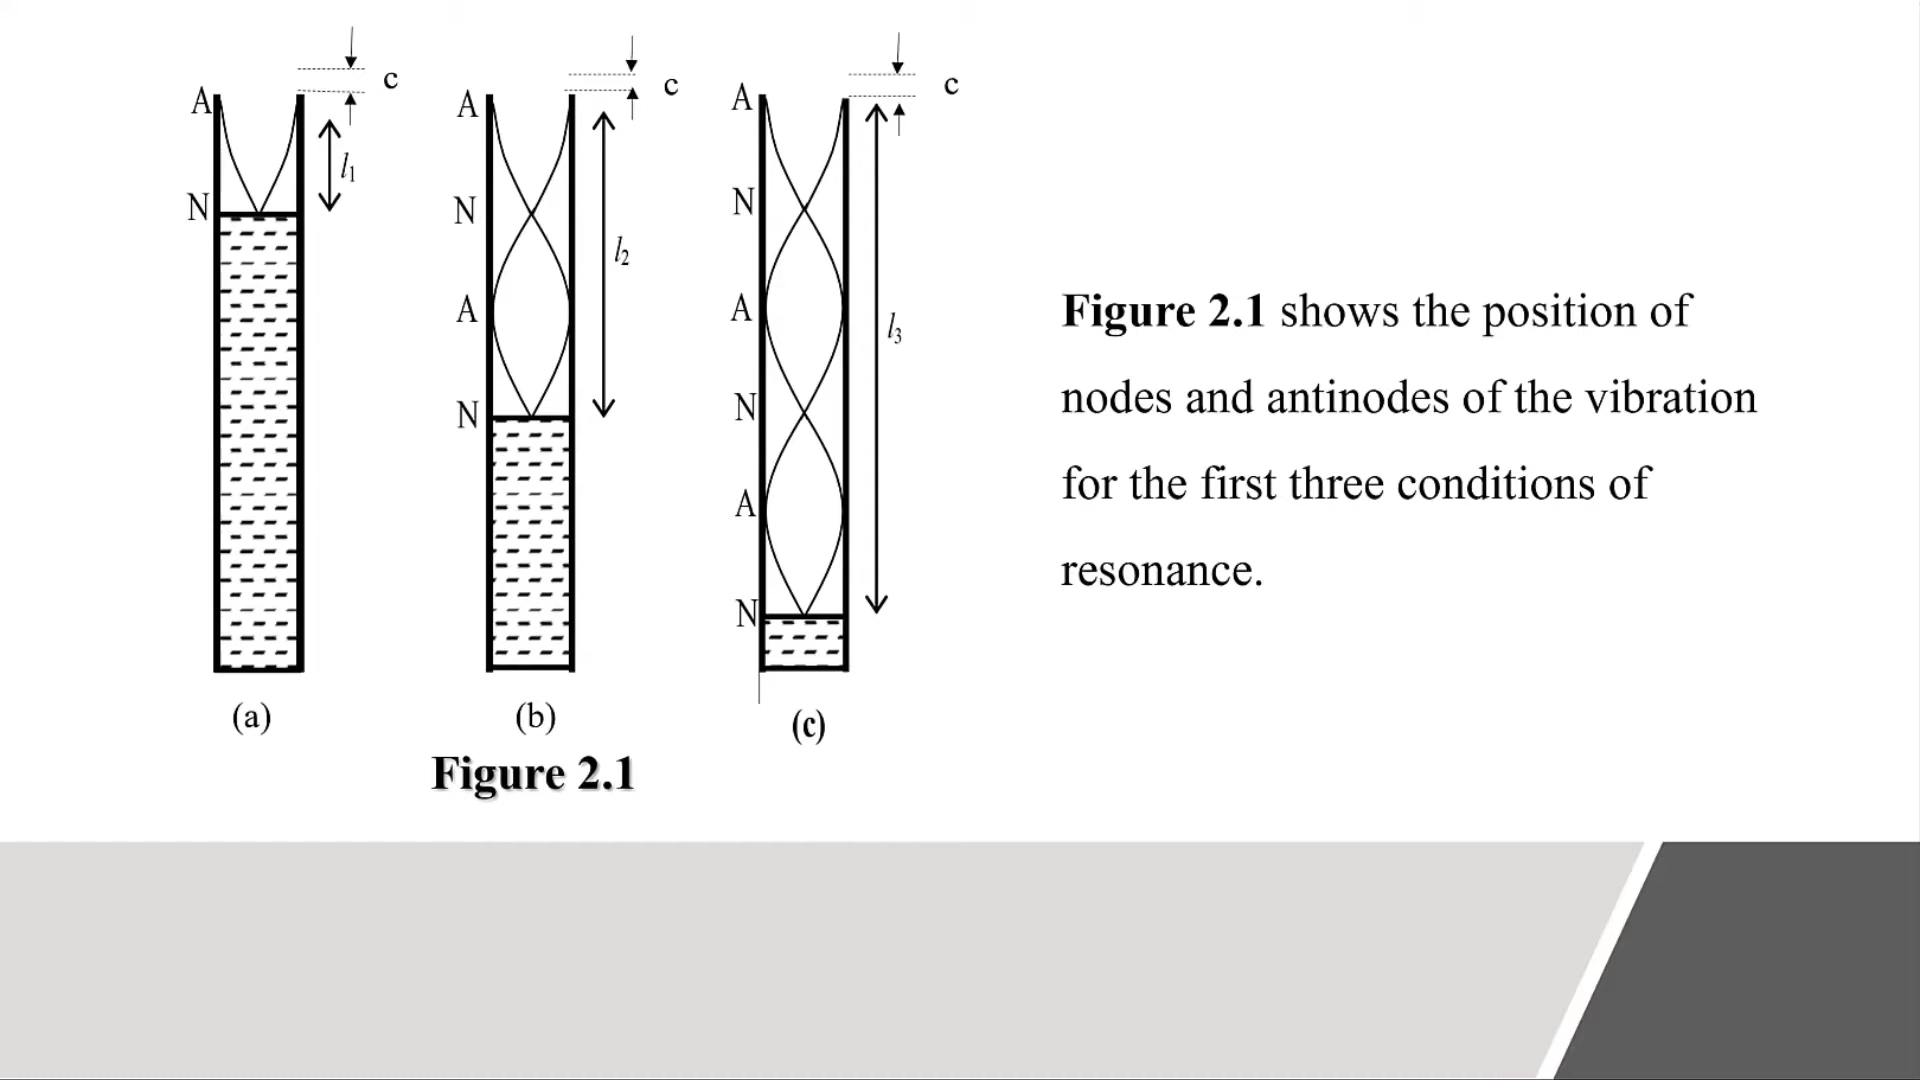 c
c
c
A
A
A
l1
N
N
N
l2
A
A
l3
N
N
A
N
(a)
(b)
(c)
Figure 2.1
Figure 2.1 shows the position of
nodes and antinodes of the vibration
for the first three conditions of
resonance.